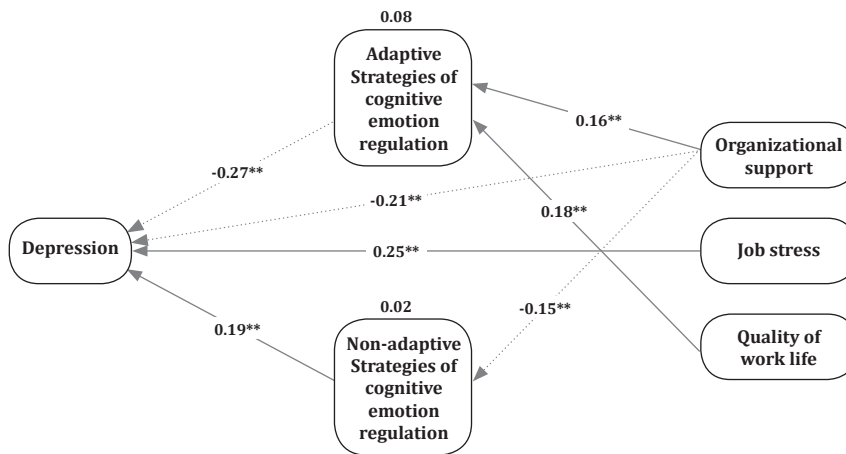 0.08
Adaptive
Strategies of
cognitive
emotion
regulation
0.16**
Organizational
support
-0.27**
-0.21**
0.18**
Depression
0.25**
Job stress
0.02
-0.15**
0.19**
Non-adaptive
Strategies of
cognitive
emotion
regulation
Quality of
work life